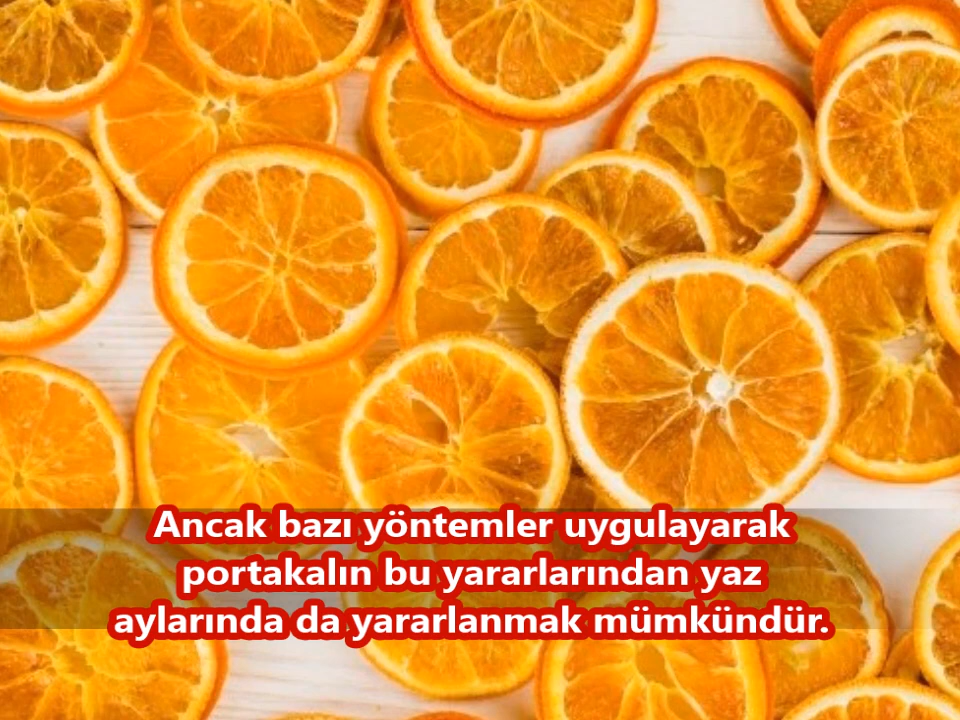 Ancak bazı yöntemler uygulayarak
portakalın bu yararlarından yaz
aylarında da yararlanmak mümkündür.